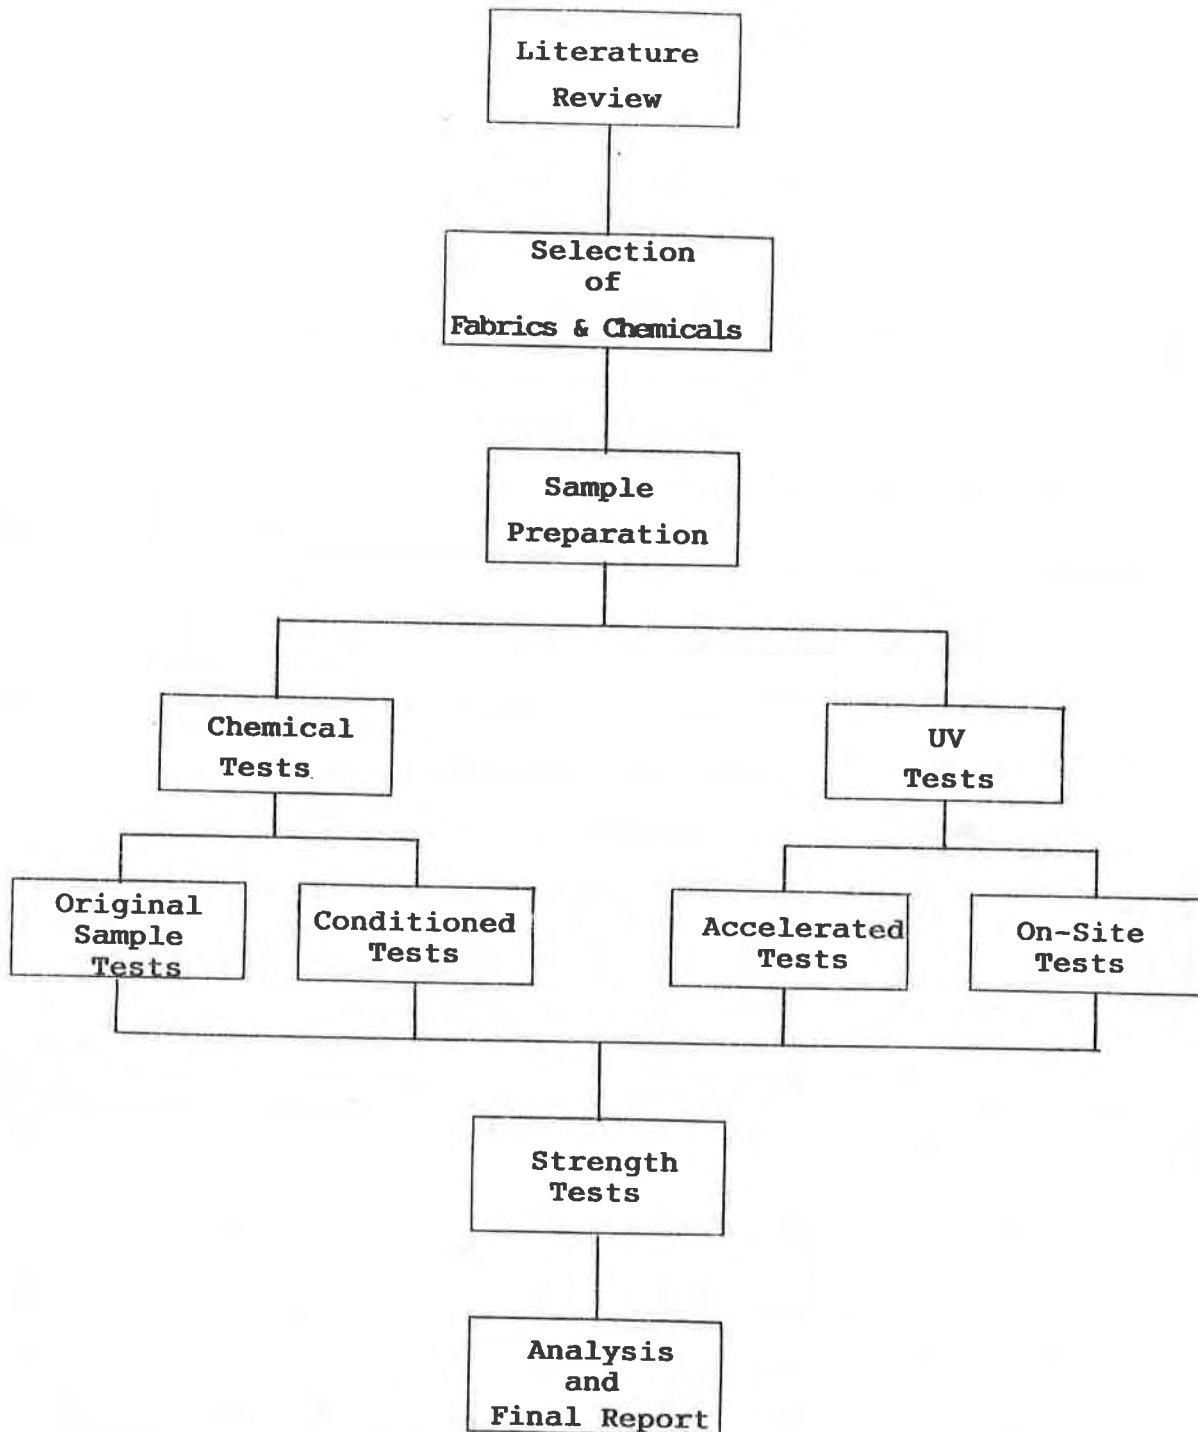 Literature
Review
Selection
of
Fabrics & Chemicals
Sample
Preparation
Chemical
Tests
UV
Tests
Original
Sample
Tests
Conditioned
Tests
Accelerated
Tests
On-Site
Tests
Strength
Tests
Analysis
and
Final Report